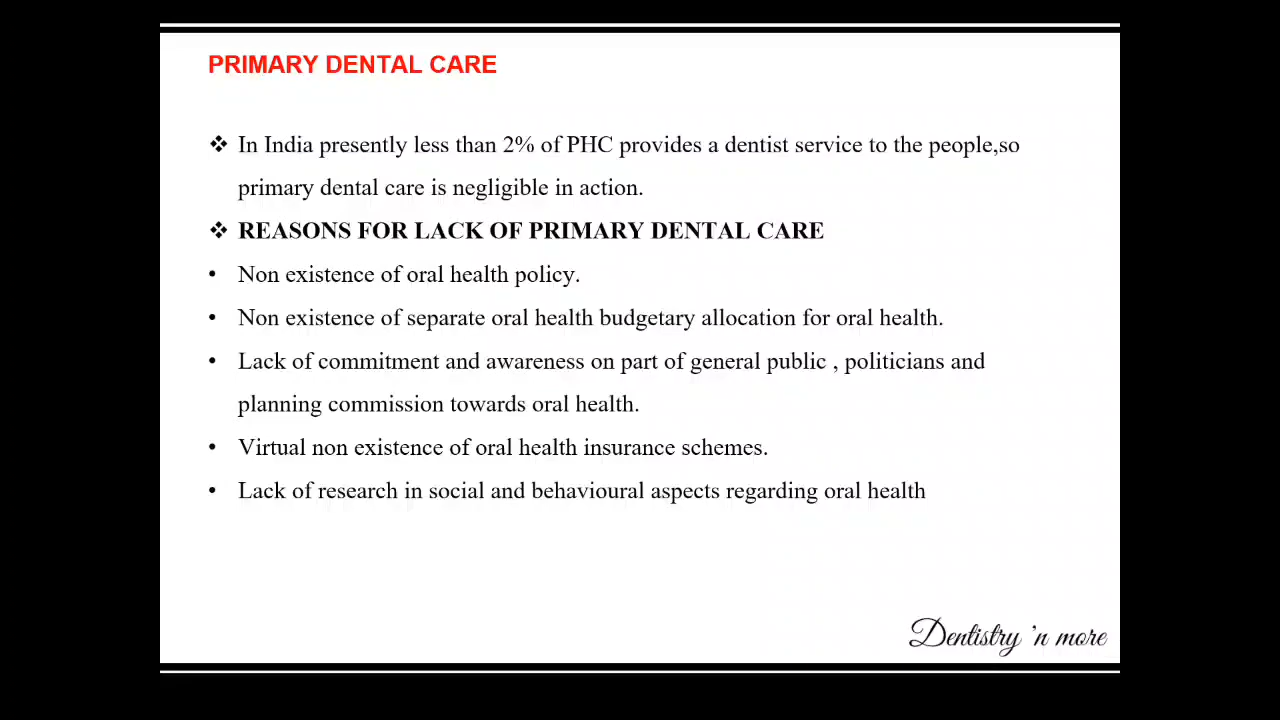 PRIMARY DENTAL CARE
❖ In India presently less than 2% of PHC provides a dentist service to the people,so
primary dental care is negligible in action.
❖ REASONS FOR LACK OF PRIMARY DENTAL CARE
• Non existence of oral health policy.
• Non existence of separate oral health budgetary allocation for oral health.
• Lack of commitment and awareness on part of general public , politicians and
planning commission towards oral health.
• Virtual non existence of oral health insurance schemes.
• Lack of research in social and behavioural aspects regarding oral health
Dentistry 'n more